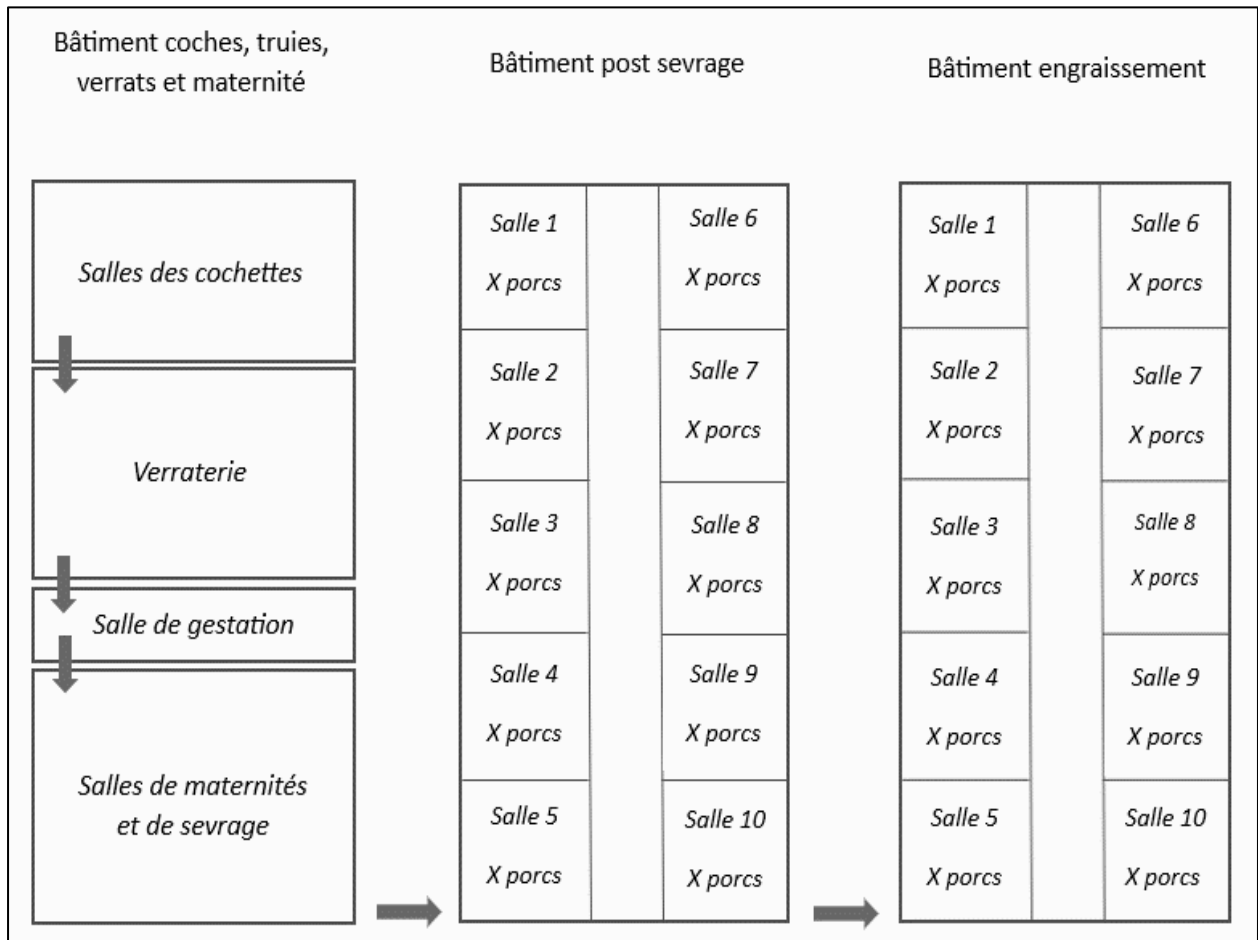 Bâtiment coches, truies,
verrats et maternité
Salles des cochettes
Verraterie
Salle de gestation
Salles de maternités
et de sevrage
Bâtiment post sevrage
Salle 1
X porcs
Salle 2
X porcs
Salle 3
X porcs
Salle 4
X porcs
Salle 5
X porcs
Salle 6
X porcs
Salle 7
X porcs
Salle 8
X porcs
Salle 9
X porcs
Salle 10
X porcs
Bâtiment engraissement
Salle 1
X porcs
Salle 2
X porcs
Salle 3
X porcs
Salle 4
X porcs
Salle 5
X porcs
Salle 6
X porcs
Salle 7
X porcs
Salle 8
X porcs
Salle 9
X porcs
Salle 10
X porcs